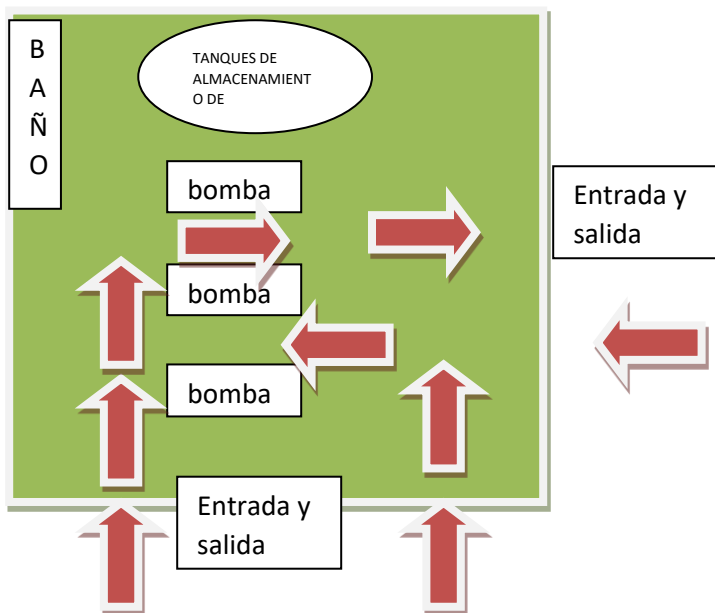 B
A
Ñ
O
TANQUES DE
ALMACENAMIENT
O DE
bomba
Entrada y
salida
bomba
bomba
Entrada y
salida